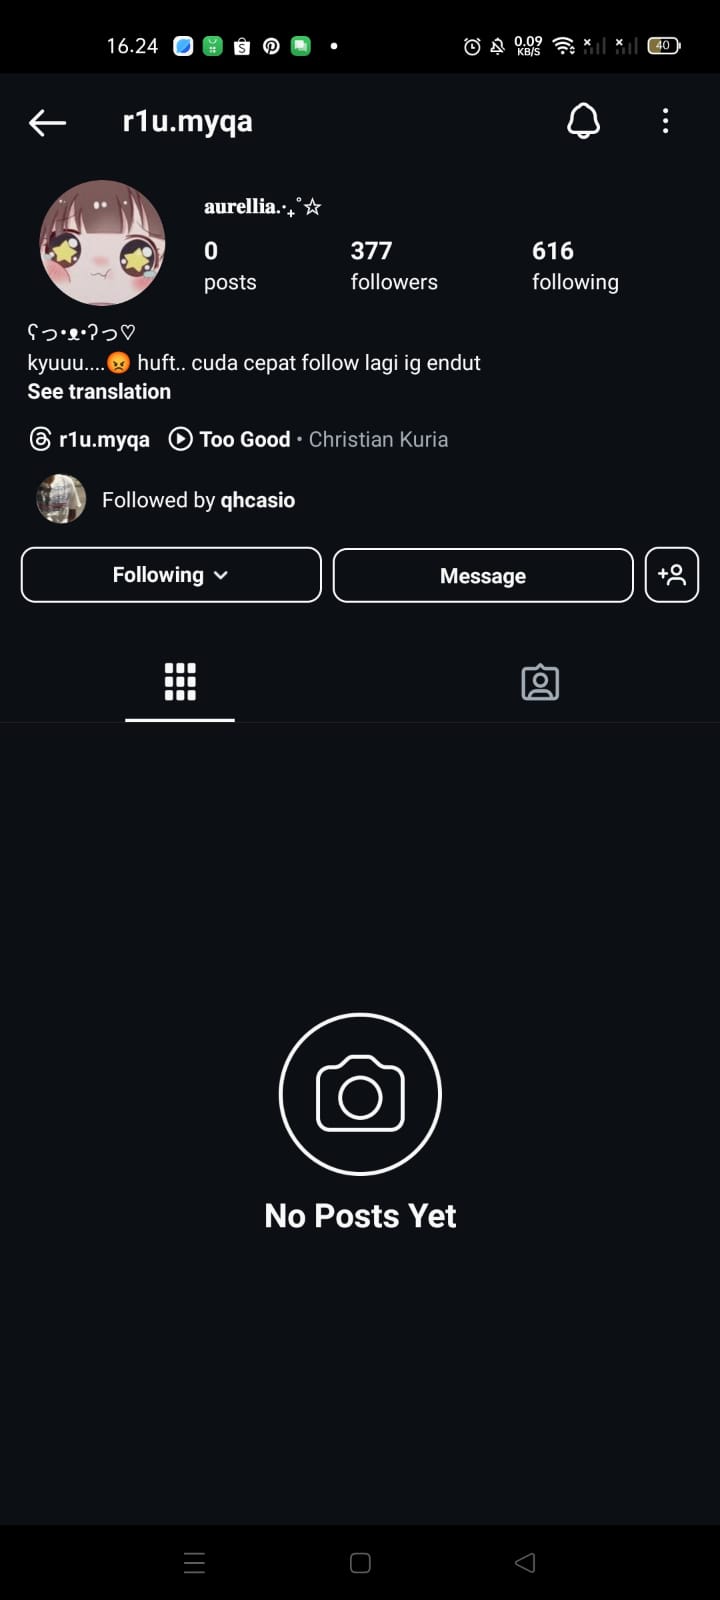 16.24 0.09 KB/S 40
r1u.myqa
𝐚𝐮𝐫𝐞𝐥𝐥𝐢𝐚.‧₊˚☆
0 377 616
posts followers following
ʕっ•ᴥ•ʔっ♡
kyuuu....😡 huft.. cuda cepat follow lagi ig endut
See translation
r1u.myqa Too Good • Christian Kuria
Followed by qhcasio
Following Message
No Posts Yet